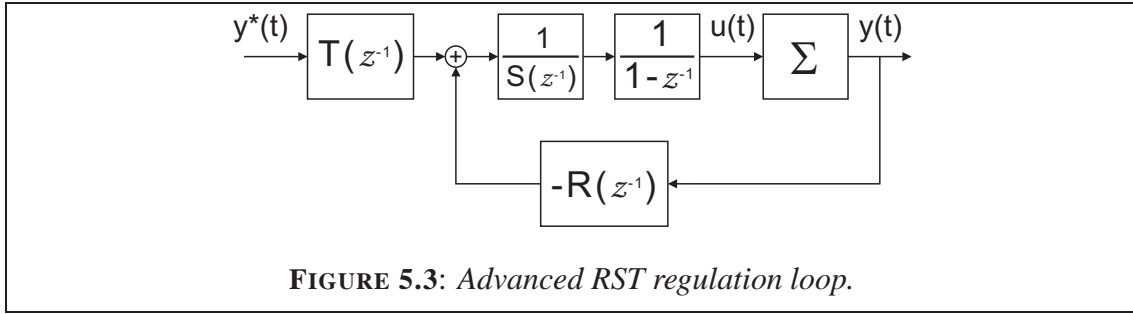 y*(t)
T(z⁻¹)
+
1
S(z⁻¹)
1
1-z⁻¹
u(t)
Σ
y(t)
-R(z⁻¹)
FIGURE 5.3: Advanced RST regulation loop.